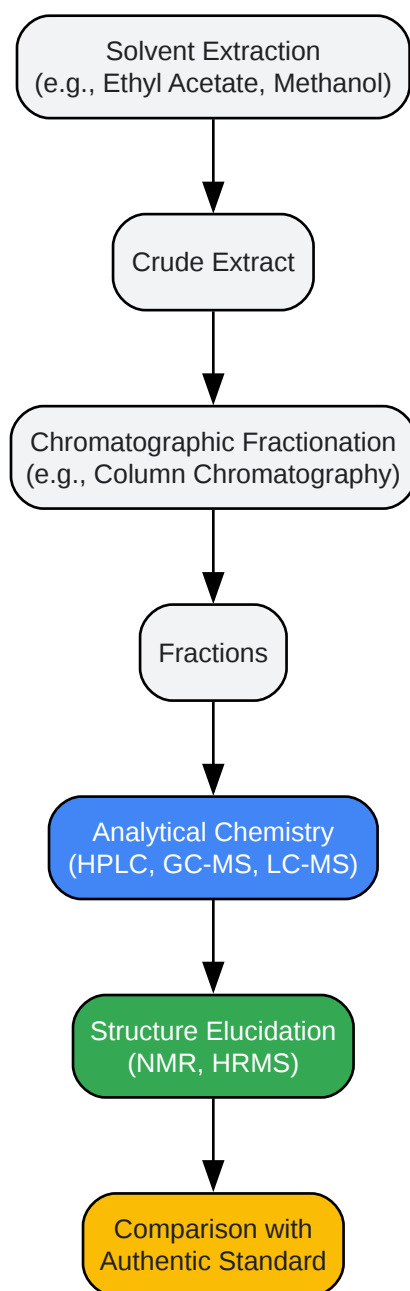 Solvent Extraction
(e.g., Ethyl Acetate, Methanol)
Crude Extract
Chromatographic Fractionation
(e.g., Column Chromatography)
Fractions
Analytical Chemistry
(HPLC, GC-MS, LC-MS)
Structure Elucidation
(NMR, HRMS)
Comparison with
Authentic Standard